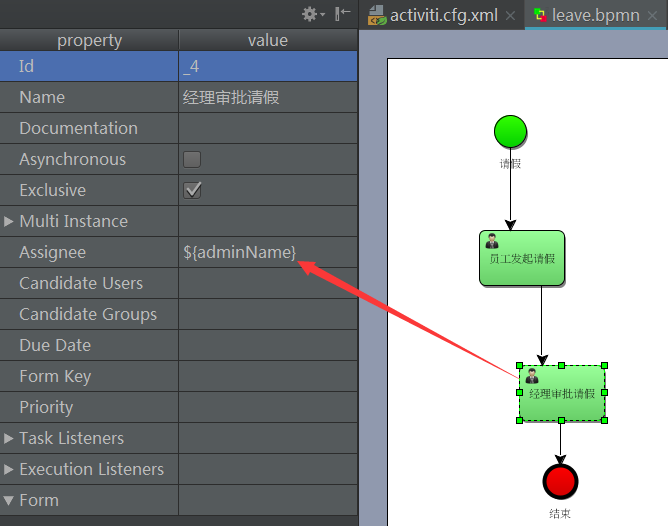 property value
Id _4
Name 经理审批请假
Documentation
Asynchronous
Exclusive
Multi Instance
Assignee ${adminName}
Candidate Users
Candidate Groups
Due Date
Form Key
Priority
Task Listeners
Execution Listeners
Form
activiti.cfg.xml leave.bpmn
请假
员工发起请假
经理审批请假
结束